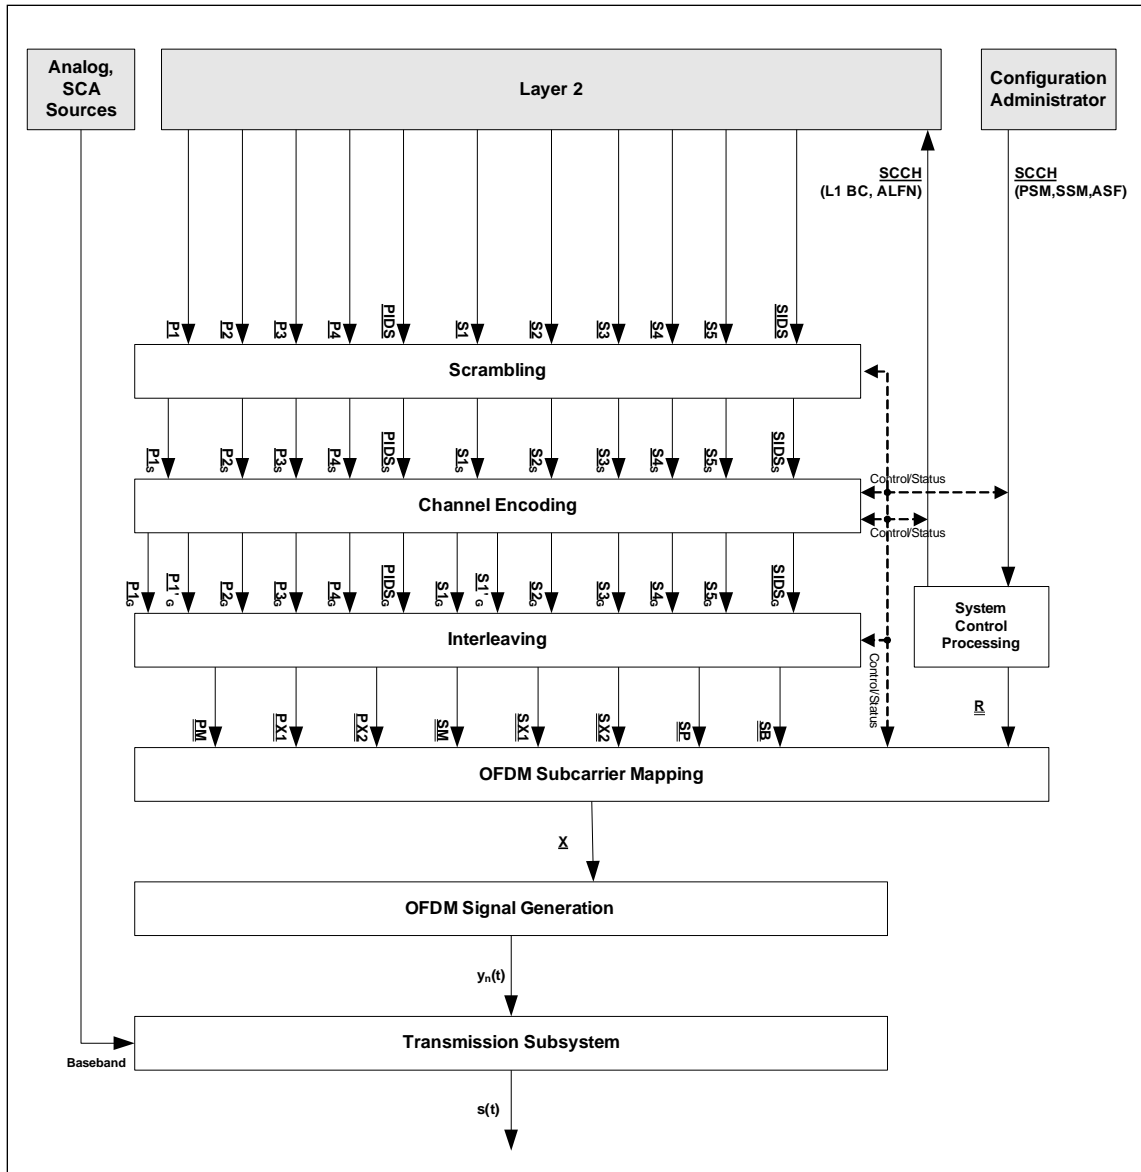 Analog,
SCA
Sources
Layer 2
Configuration
Administrator
SCCH
(L1 BC, ALFN)
SCCH
(PSM,SSM,ASF)
P1
P2
P3
P4
PIDS
S1
S2
S3
S4
S5
SIDS
Scrambling
P1S
P2S
P3S
P4S
PIDSS
S1S
S2S
S3S
S4S
S5S
SIDSS
Control/Status
Channel Encoding
Control/Status
P1G
P1'G
P2G
P3G
P4G
PIDSG
S1G
S1'G
S2G
S3G
S4G
S5G
SIDSG
System
Control
Processing
Interleaving
Control/Status
PM
PX1
PX2
SM
SX1
SX2
SP
SB
R
OFDM Subcarrier Mapping
X
OFDM Signal Generation
yn(t)
Transmission Subsystem
Baseband
s(t)